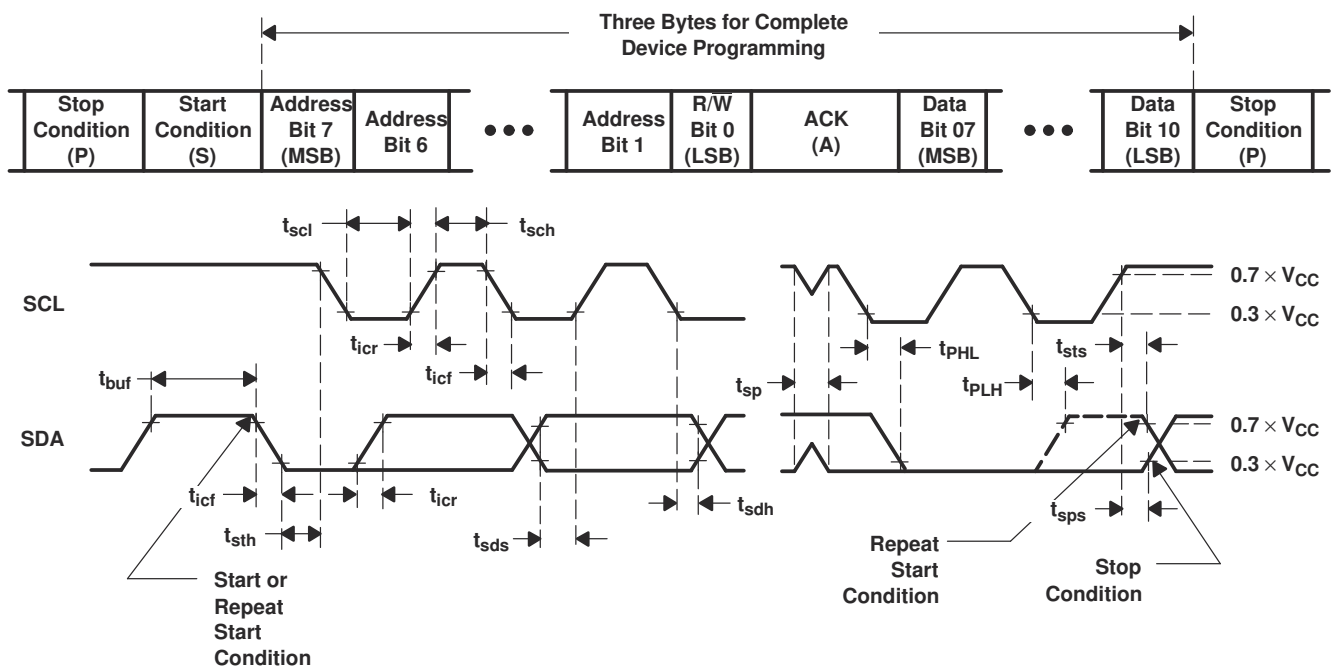 Three Bytes for Complete
Device Programming
Stop
Condition
(P)
Start
Condition
(S)
Address
Bit 7
(MSB)
Address
Bit 6
•••
Address
Bit 1
R/W̅
Bit 0
(LSB)
ACK
(A)
Data
Bit 07
(MSB)
•••
Data
Bit 10
(LSB)
Stop
Condition
(P)
tscl
tsch
0.7 × VCC
SCL
0.3 × VCC
ticr
tPHL
tsts
tbuf
ticf
tsp
tPLH
SDA
0.7 × VCC
0.3 × VCC
ticf
ticr
tsdh
tsps
tsth
tsds
Start or
Repeat
Start
Condition
Repeat
Start
Condition
Stop
Condition